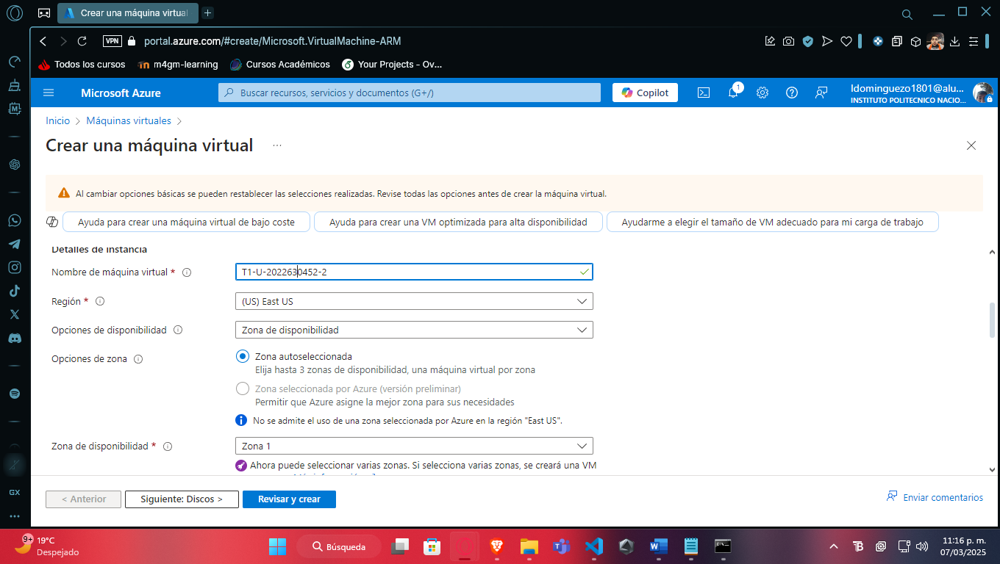 Crear una máquina virtual
VPN
portal.azure.com/#create/Microsoft.VirtualMachine-ARM
Todos los cursos
m4gm-learning
Cursos Académicos
Your Projects - Ov...
Microsoft Azure
Buscar recursos, servicios y documentos (G+/)
Copilot
1
ldominguezo1801@alu...
INSTITUTO POLITECNICO NACIO...
Inicio > Máquinas virtuales >
Crear una máquina virtual ...
Al cambiar opciones básicas se pueden restablecer las selecciones realizadas. Revise todas las opciones antes de crear la máquina virtual.
Ayuda para crear una máquina virtual de bajo coste
Ayuda para crear una VM optimizada para alta disponibilidad
Ayudarme a elegir el tamaño de VM adecuado para mi carga de trabajo
Detalles de instancia
Nombre de máquina virtual *
T1-U-2022630452-2
Región *
(US) East US
Opciones de disponibilidad
Zona de disponibilidad
Opciones de zona
Zona autoseleccionada
Elija hasta 3 zonas de disponibilidad, una máquina virtual por zona
Zona seleccionada por Azure (versión preliminar)
Permitir que Azure asigne la mejor zona para sus necesidades
No se admite el uso de una zona seleccionada por Azure en la región "East US".
Zona de disponibilidad *
Zona 1
Ahora puede seleccionar varias zonas. Si selecciona varias zonas, se creará una VM
< Anterior
Siguiente: Discos >
Revisar y crear
Enviar comentarios
GX
9+
19°C
Despejado
Búsqueda
11:16 p. m.
07/03/2025